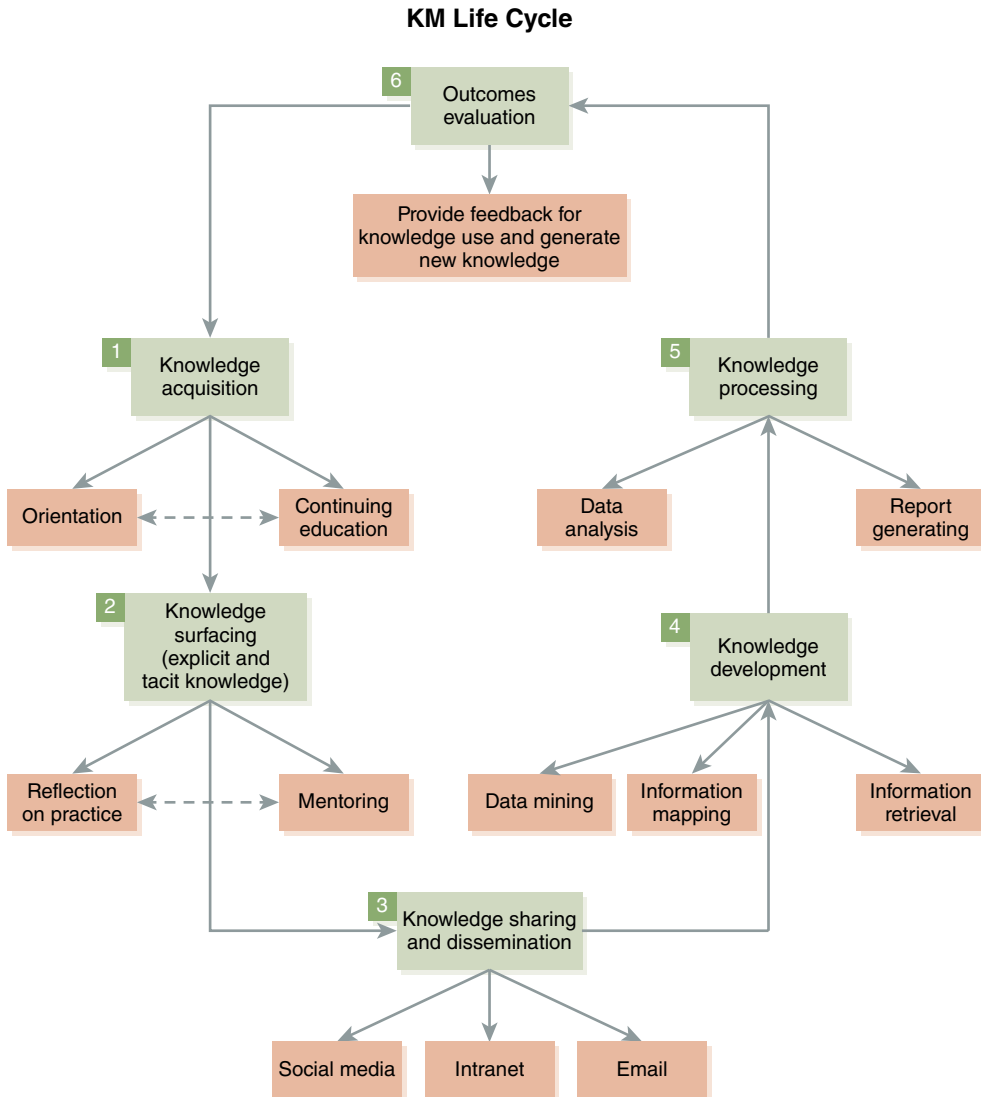 KM Life Cycle
6
Outcomes
evaluation
Provide feedback for
knowledge use and generate
new knowledge
1
Knowledge
acquisition
5
Knowledge
processing
Orientation
Continuing
education
Data
analysis
Report
generating
2
Knowledge
surfacing
(explicit and
tacit knowledge)
4
Knowledge
development
Reflection
on practice
Mentoring
Data mining
Information
mapping
Information
retrieval
3
Knowledge sharing
and dissemination
Social media
Intranet
Email